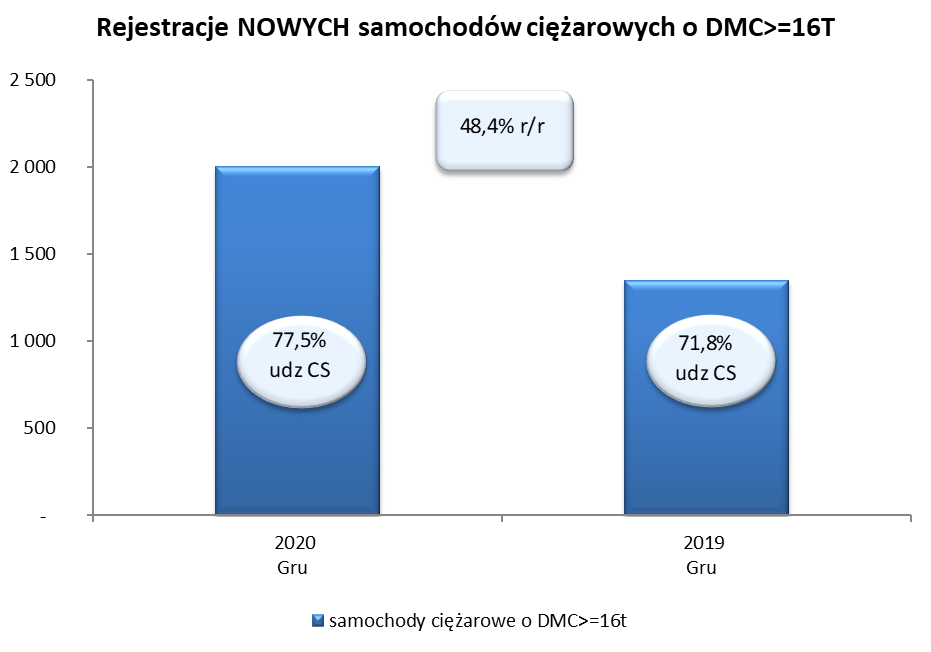 Rejestracje NOWYCH samochodów ciężarowych o DMC>=16T
2 500
48,4% r/r
2 000
1 500
1 000
77,5%
udz CS
71,8%
udz CS
500
-
2020
Gru
2019
Gru
samochody ciężarowe o DMC>=16t